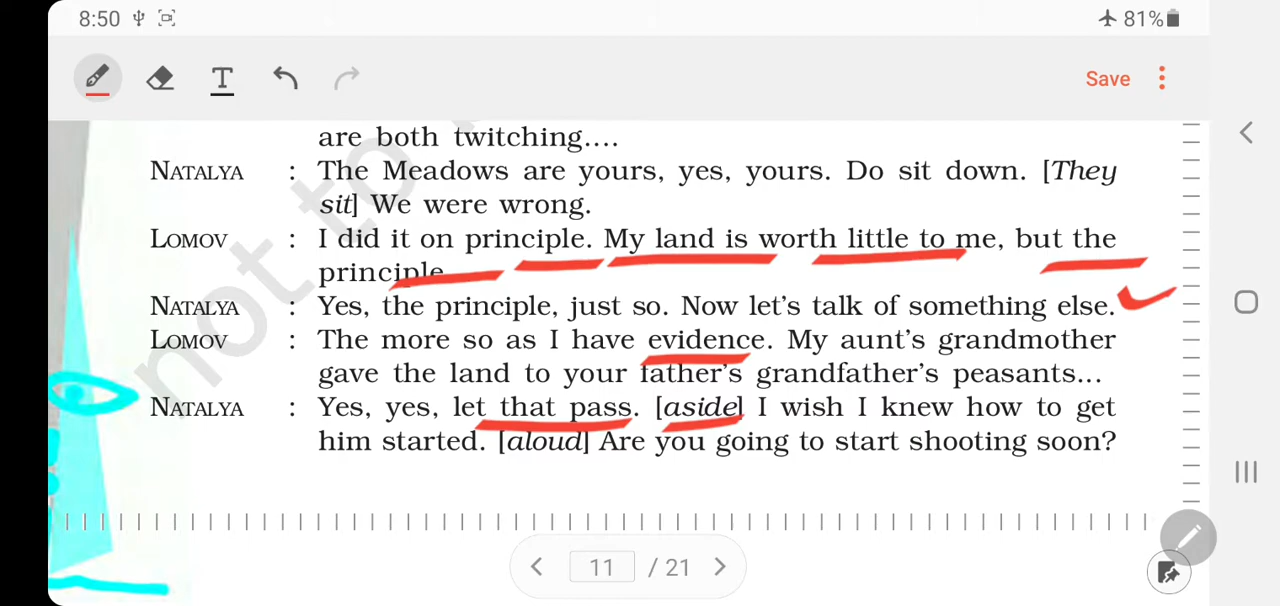 8:50 81%
T Save
are both twitching....
NATALYA : The Meadows are yours, yes, yours. Do sit down. [They
sit] We were wrong.
LOMOV : I did it on principle. My land is worth little to me, but the
principle
NATALYA : Yes, the principle, just so. Now let's talk of something else.
LOMOV : The more so as I have evidence. My aunt's grandmother
gave the land to your father's grandfather's peasants...
NATALYA : Yes, yes, let that pass. [aside] I wish I knew how to get
him started. [aloud] Are you going to start shooting soon?
not to
11 / 21